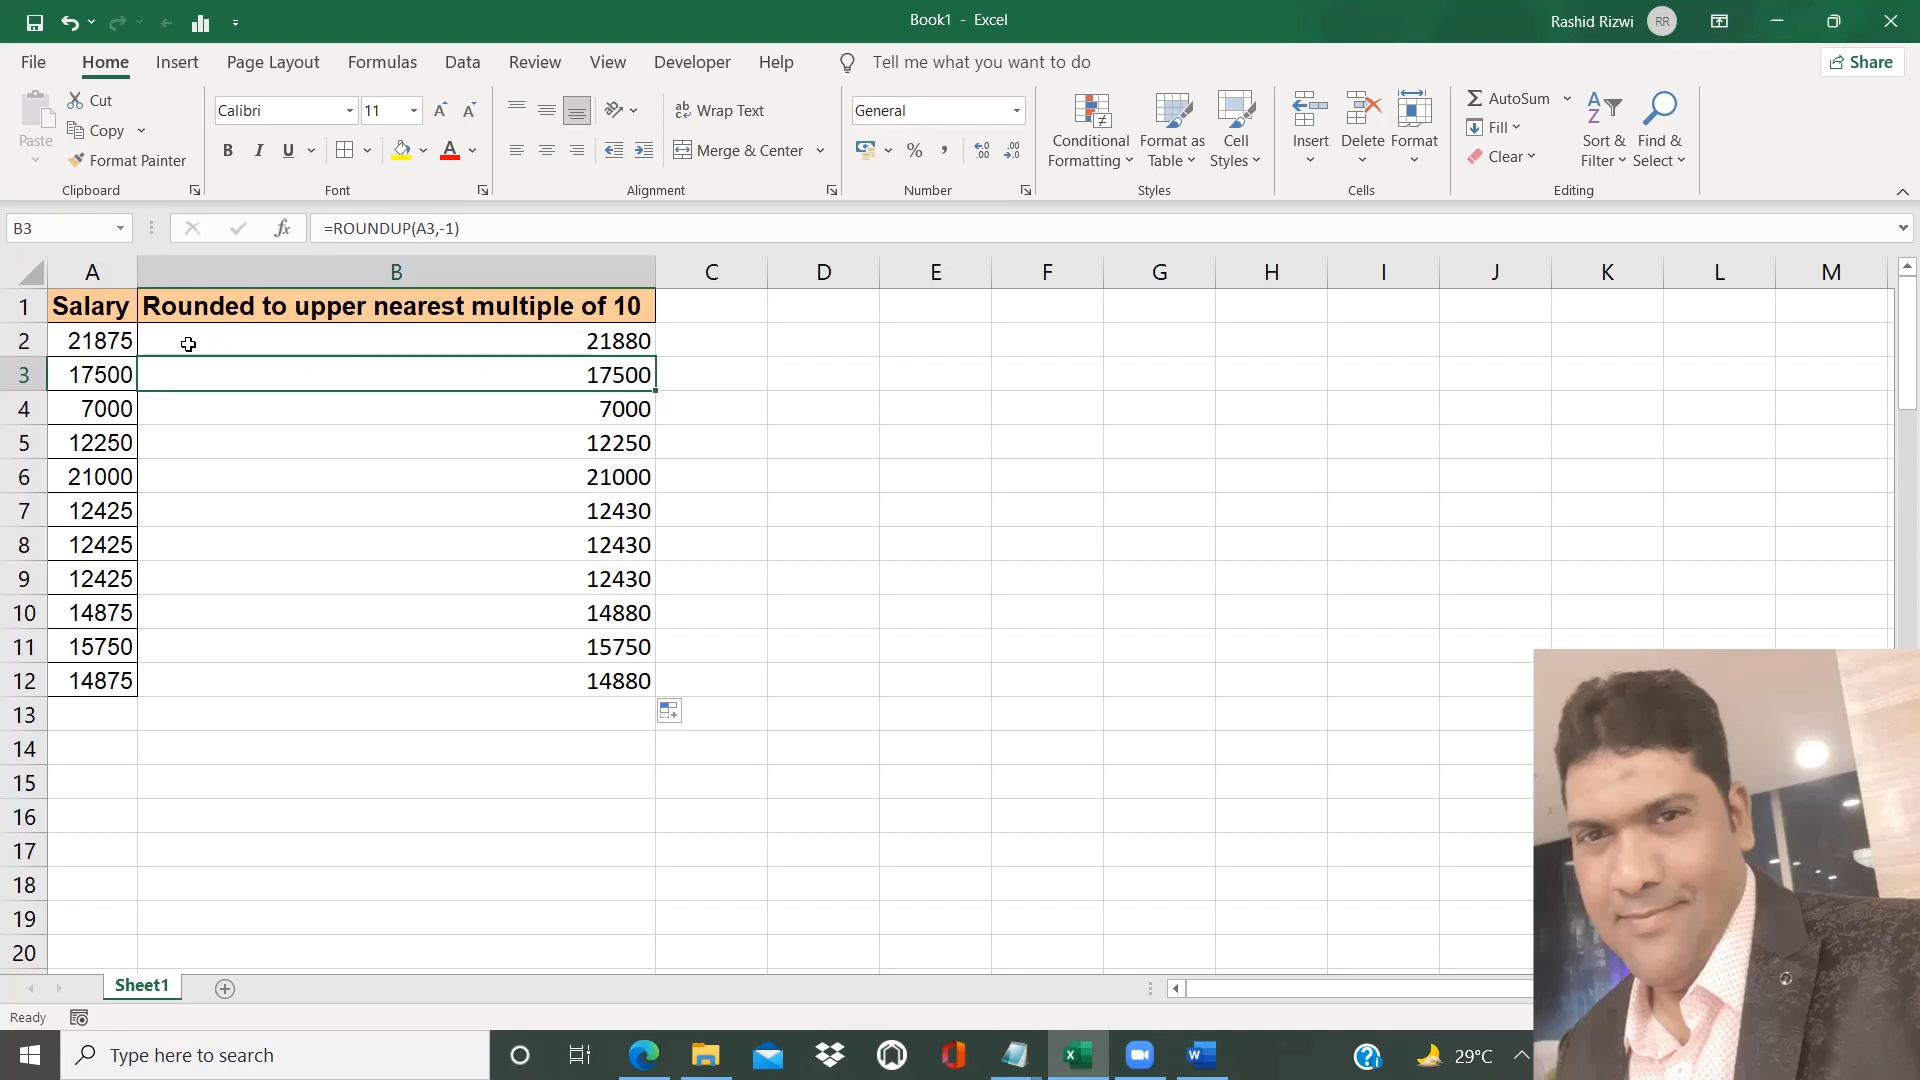 Book1 - Excel
Rashid Rizwi
RR
File Home Insert Page Layout Formulas Data Review View Developer Help Tell me what you want to do Share
Paste
Cut
Copy
Format Painter
Clipboard
Calibri 11
B I U A
Font
Wrap Text
Merge & Center
Alignment
General
% ,
Number
Conditional Formatting
Format as Table
Cell Styles
Styles
Insert Delete Format
Cells
AutoSum
Fill
Clear
Sort & Filter
Find & Select
Editing
B3 fx =ROUNDUP(A3,-1)
A B C D E F G H I J K L M
1 Salary Rounded to upper nearest multiple of 10
2 21875 21880
3 17500 17500
4 7000 7000
5 12250 12250
6 21000 21000
7 12425 12430
8 12425 12430
9 12425 12430
10 14875 14880
11 15750 15750
12 14875 14880
13
14
15
16
17
18
19
20
Sheet1
Ready
Type here to search
29°C